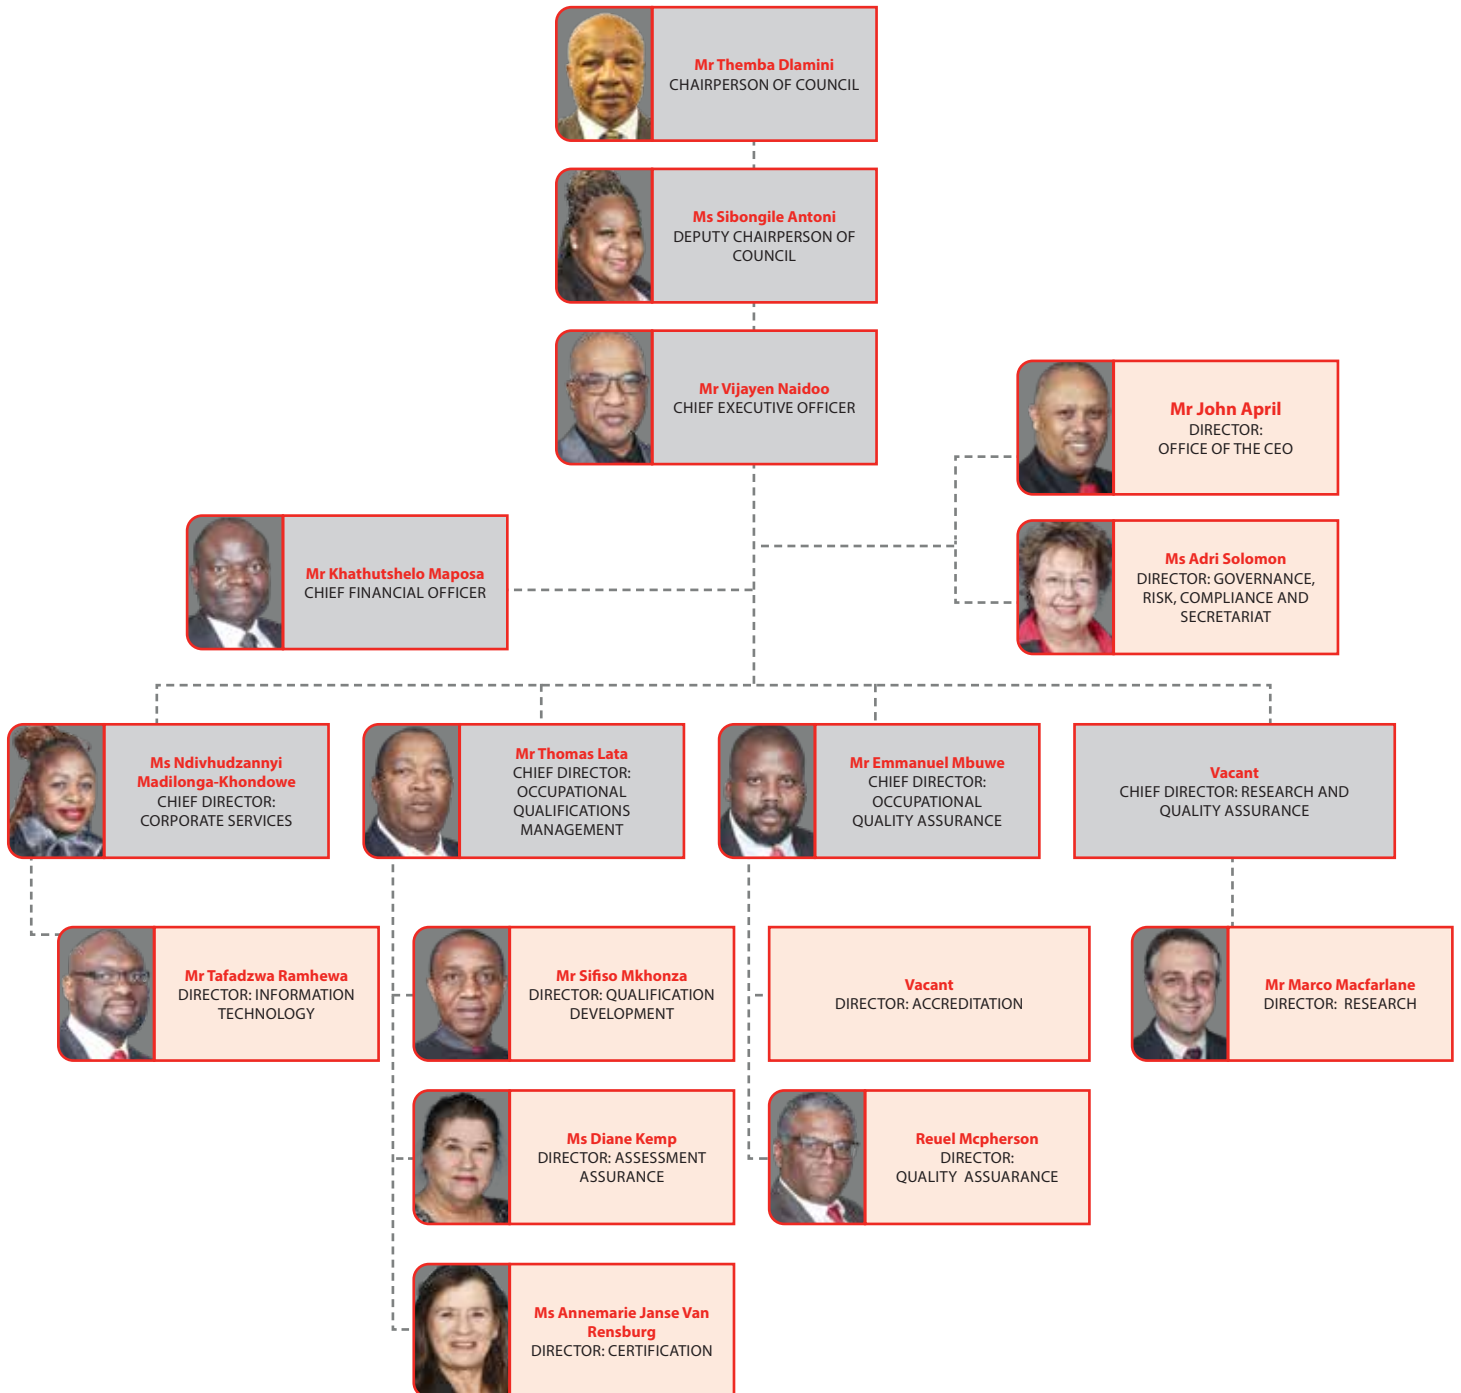 Mr Themba Dlamini
CHAIRPERSON OF COUNCIL
Ms Sibongile Antoni
DEPUTY CHAIRPERSON OF
COUNCIL
Mr Vijayen Naidoo
CHIEF EXECUTIVE OFFICER
Mr John April
DIRECTOR:
OFFICE OF THE CEO
Mr Khathutshelo Maposa
CHIEF FINANCIAL OFFICER
Ms Adri Solomon
DIRECTOR: GOVERNANCE,
RISK, COMPLIANCE AND
SECRETARIAT
Ms Ndivhudzannyi
Madilonga-Khondowe
CHIEF DIRECTOR:
CORPORATE SERVICES
Mr Thomas Lata
CHIEF DIRECTOR:
OCCUPATIONAL
QUALIFICATIONS
MANAGEMENT
Mr Emmanuel Mbuwe
CHIEF DIRECTOR:
OCCUPATIONAL
QUALITY ASSURANCE
Vacant
CHIEF DIRECTOR: RESEARCH AND
QUALITY ASSURANCE
Mr Tafadzwa Ramhewa
DIRECTOR: INFORMATION
TECHNOLOGY
Mr Sifiso Mkhonza
DIRECTOR: QUALIFICATION
DEVELOPMENT
Vacant
DIRECTOR: ACCREDITATION
Mr Marco Macfarlane
DIRECTOR: RESEARCH
Ms Diane Kemp
DIRECTOR: ASSESSMENT
ASSURANCE
Reuel Mcpherson
DIRECTOR:
QUALITY ASSUARANCE
Ms Annemarie Janse Van
Rensburg
DIRECTOR: CERTIFICATION